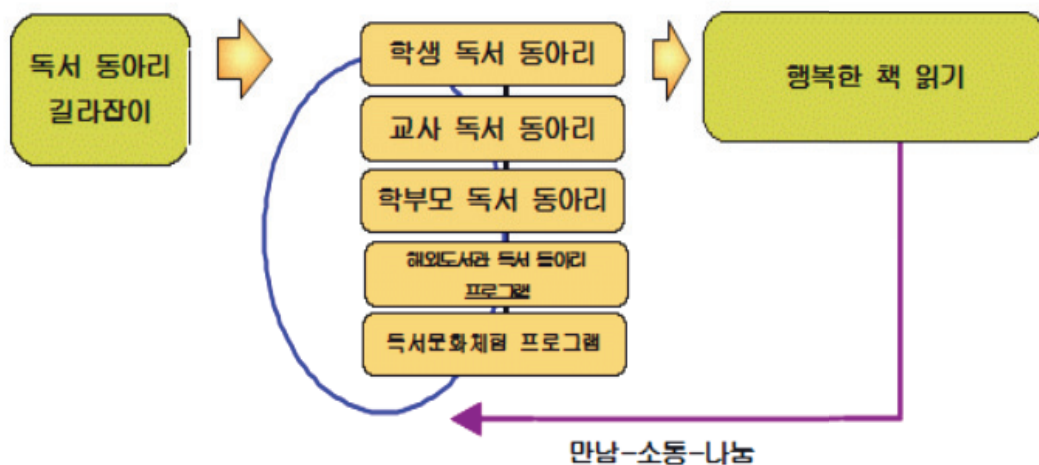 독서 동아리
길라잡이
학생 독서 동아리
교사 독서 동아리
학부모 독서 동아리
해외도서관 독서 동아리
프로그램
독서문화체험 프로그램
행복한 책 읽기
만남-소통-나눔